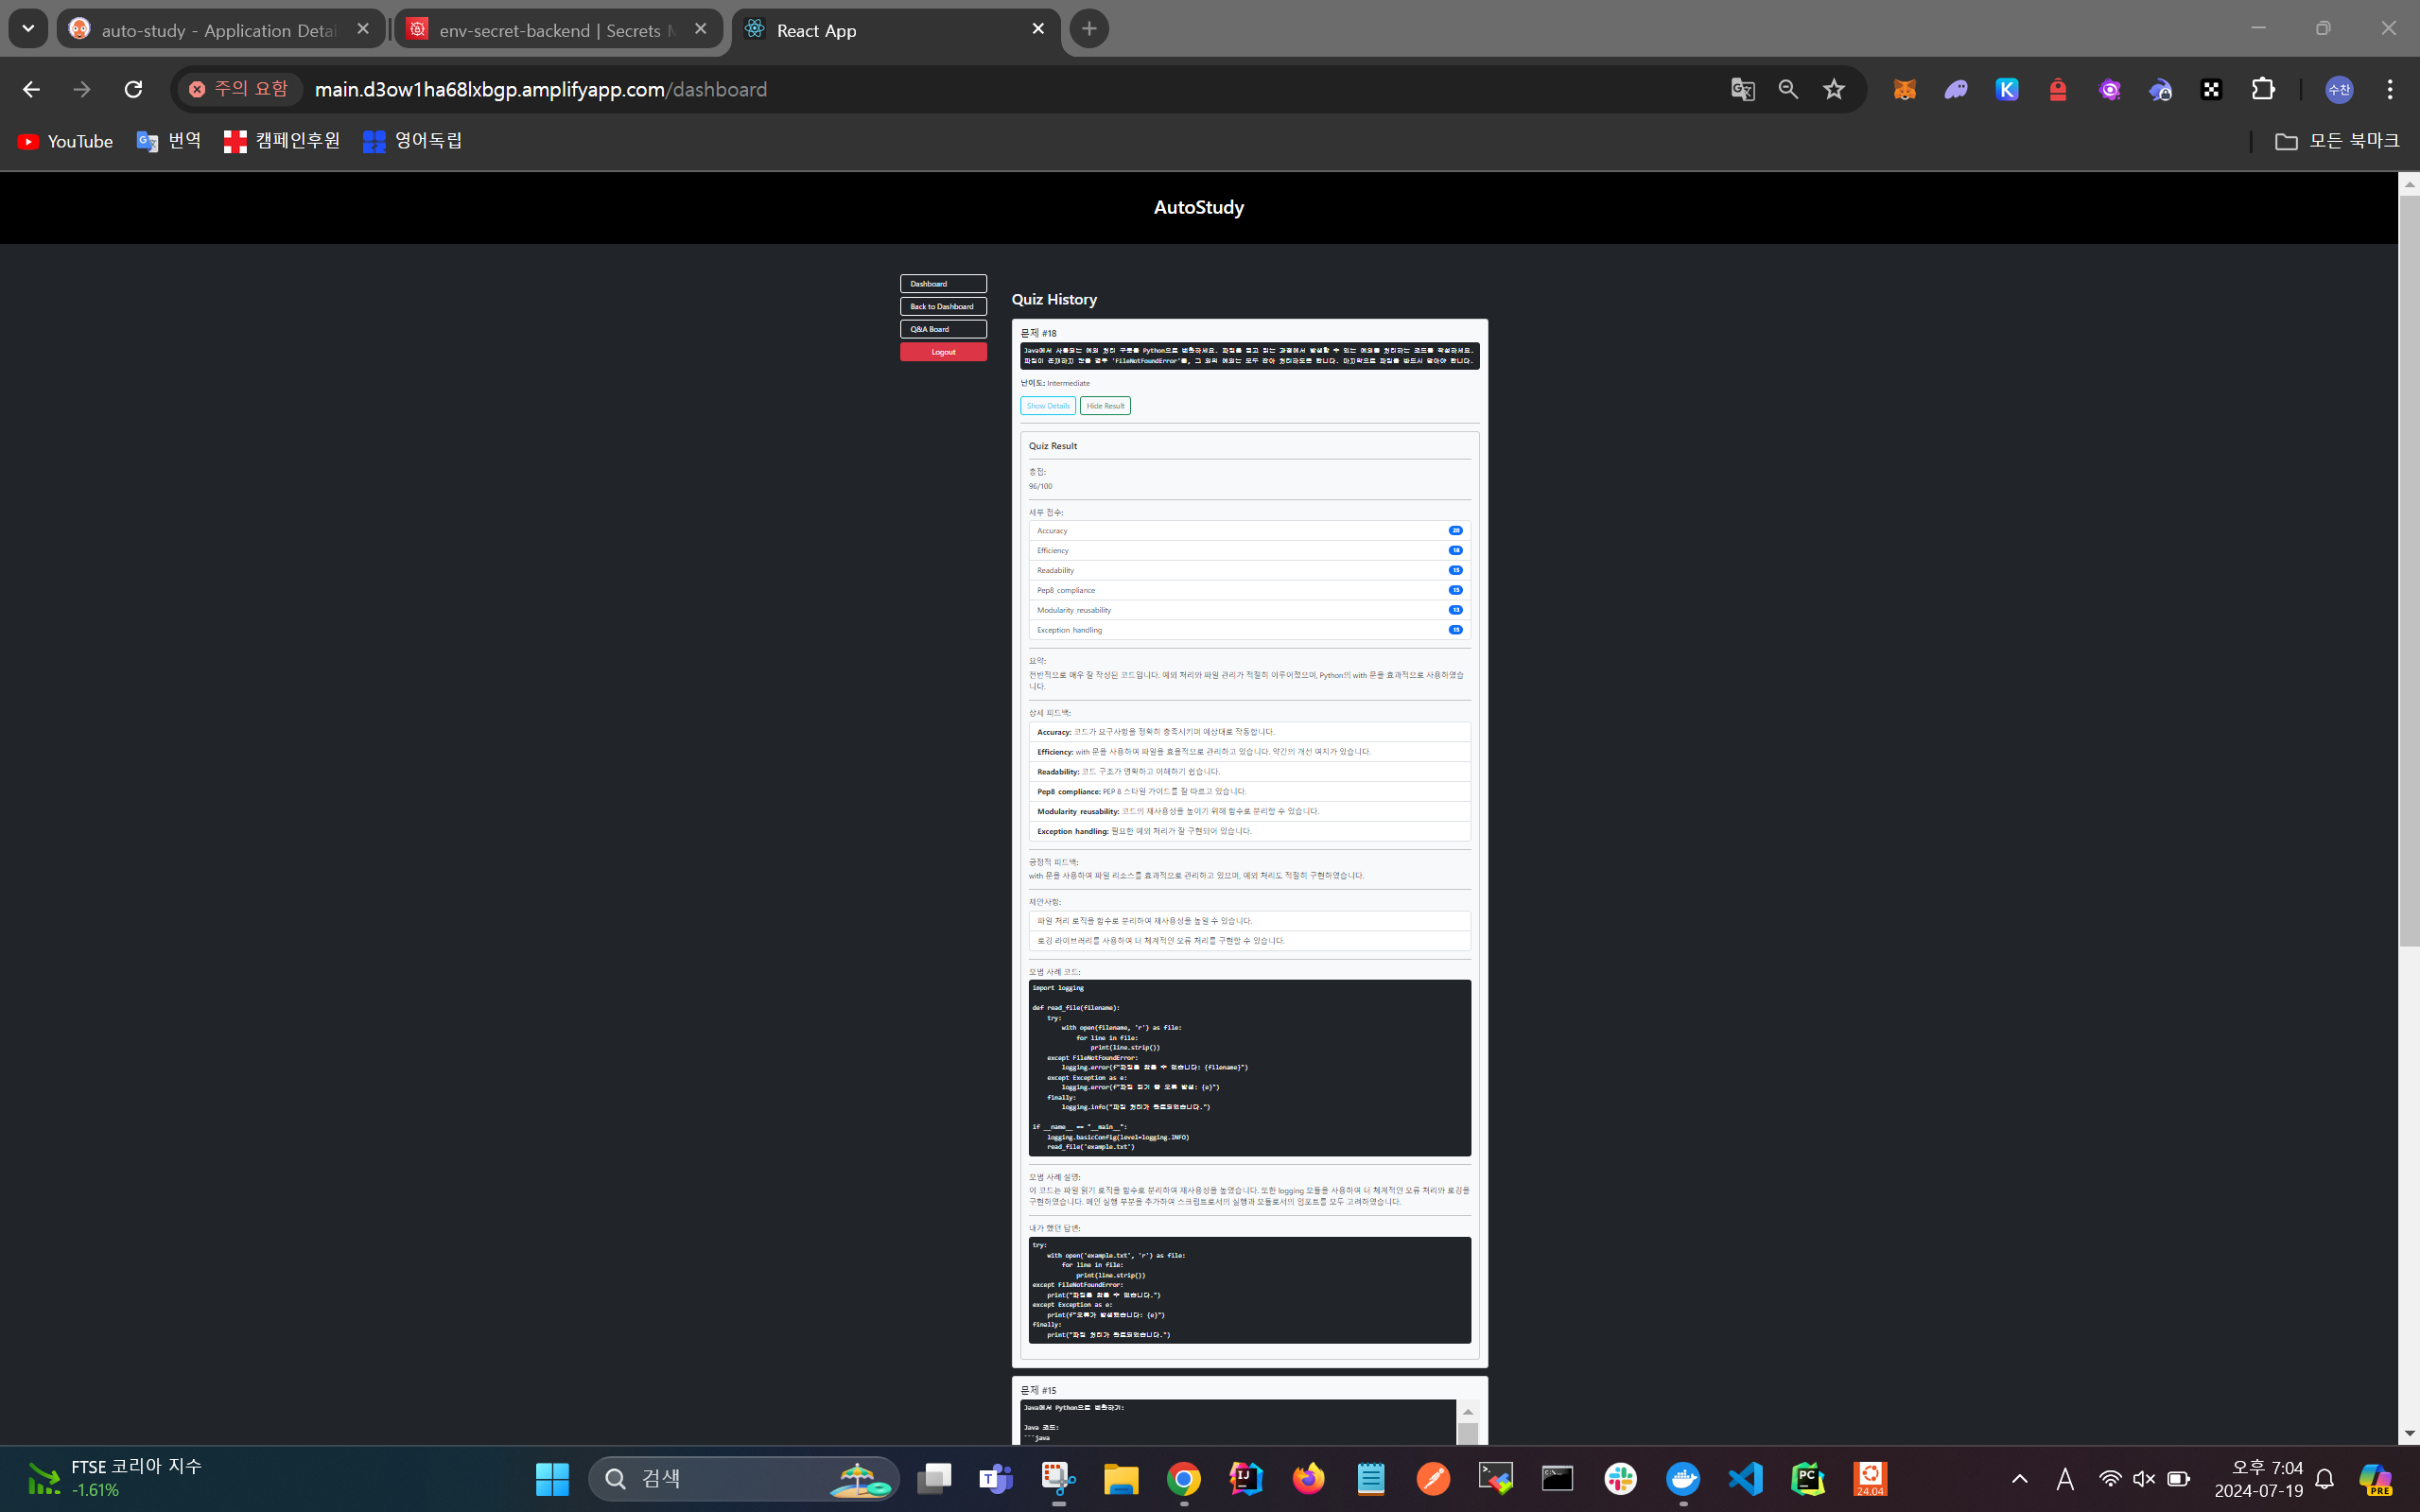 auto-study - Application Detai
env-secret-backend | Secrets M
React App
주의 요함
main.d3ow1ha68lxbgp.amplifyapp.com/dashboard
수찬
YouTube
번역
캠페인후원
영어독립
모든 북마크
AutoStudy
Dashboard
Back to Dashboard
Q&A Board
Logout
Quiz History
문제 #18
Java에서 사용되는 예외 처리 구문을 Python으로 변환하세요. 파일을 열고 읽는 과정에서 발생할 수 있는 예외를 처리하는 코드를 작성하세요.
파일이 존재하지 않을 경우 'FileNotFoundError'를, 그 외의 예외는 모두 잡아 처리하도록 합니다. 마지막으로 파일을 반드시 닫아야 합니다.
난이도: Intermediate
Show Details
Hide Result
Quiz Result
총점:
96/100
세부 점수:
Accuracy 20
Efficiency 18
Readability 15
Pep8_compliance 15
Modularity_reusability 13
Exception_handling 15
요약:
전반적으로 매우 잘 작성된 코드입니다. 예외 처리와 파일 관리가 적절히 이루어졌으며, Python의 with 문을 효과적으로 사용하였습
니다.
상세 피드백:
Accuracy: 코드가 요구사항을 정확히 충족시키며 예상대로 작동합니다.
Efficiency: with 문을 사용하여 파일을 효율적으로 관리하고 있습니다. 약간의 개선 여지가 있습니다.
Readability: 코드 구조가 명확하고 이해하기 쉽습니다.
Pep8_compliance: PEP 8 스타일 가이드를 잘 따르고 있습니다.
Modularity_reusability: 코드의 재사용성을 높이기 위해 함수로 분리할 수 있습니다.
Exception_handling: 필요한 예외 처리가 잘 구현되어 있습니다.
긍정적 피드백:
with 문을 사용하여 파일 리소스를 효과적으로 관리하고 있으며, 예외 처리도 적절히 구현하였습니다.
제안사항:
파일 처리 로직을 함수로 분리하여 재사용성을 높일 수 있습니다.
로깅 라이브러리를 사용하여 더 체계적인 오류 처리를 구현할 수 있습니다.
모범 사례 코드:
import logging
def read_file(filename):
try:
with open(filename, 'r') as file:
for line in file:
print(line.strip())
except FileNotFoundError:
logging.error(f"파일을 찾을 수 없습니다: {filename}")
except Exception as e:
logging.error(f"파일 읽기 중 오류 발생: {e}")
finally:
logging.info("파일 처리가 완료되었습니다.")
if __name__ == "__main__":
logging.basicConfig(level=logging.INFO)
read_file('example.txt')
모범 사례 설명:
이 코드는 파일 읽기 로직을 함수로 분리하여 재사용성을 높였습니다. 또한 logging 모듈을 사용하여 더 체계적인 오류 처리와 로깅을
구현하였습니다. 메인 실행 부분을 추가하여 스크립트로서의 실행과 모듈로서의 임포트를 모두 고려하였습니다.
내가 했던 답변:
try:
with open('example.txt', 'r') as file:
for line in file:
print(line.strip())
except FileNotFoundError:
print("파일을 찾을 수 없습니다.")
except Exception as e:
print(f"오류가 발생했습니다: {e}")
finally:
print("파일 처리가 완료되었습니다.")
문제 #15
Java에서 Python으로 변환하기:
Java 코드:
```java
FTSE 코리아 지수
-1.61%
검색
24.04
A
오후 7:04
2024-07-19
PRE